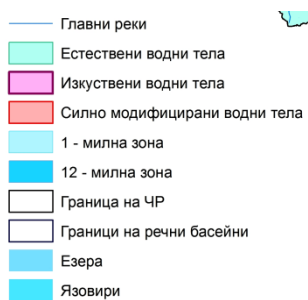 Главни реки
Естествени водни тела
Изкуствени водни тела
Силно модифицирани водни тела
1 - милна зона
12 - милна зона
Граница на ЧР
Граници на речни басейни
Езера
Язовири